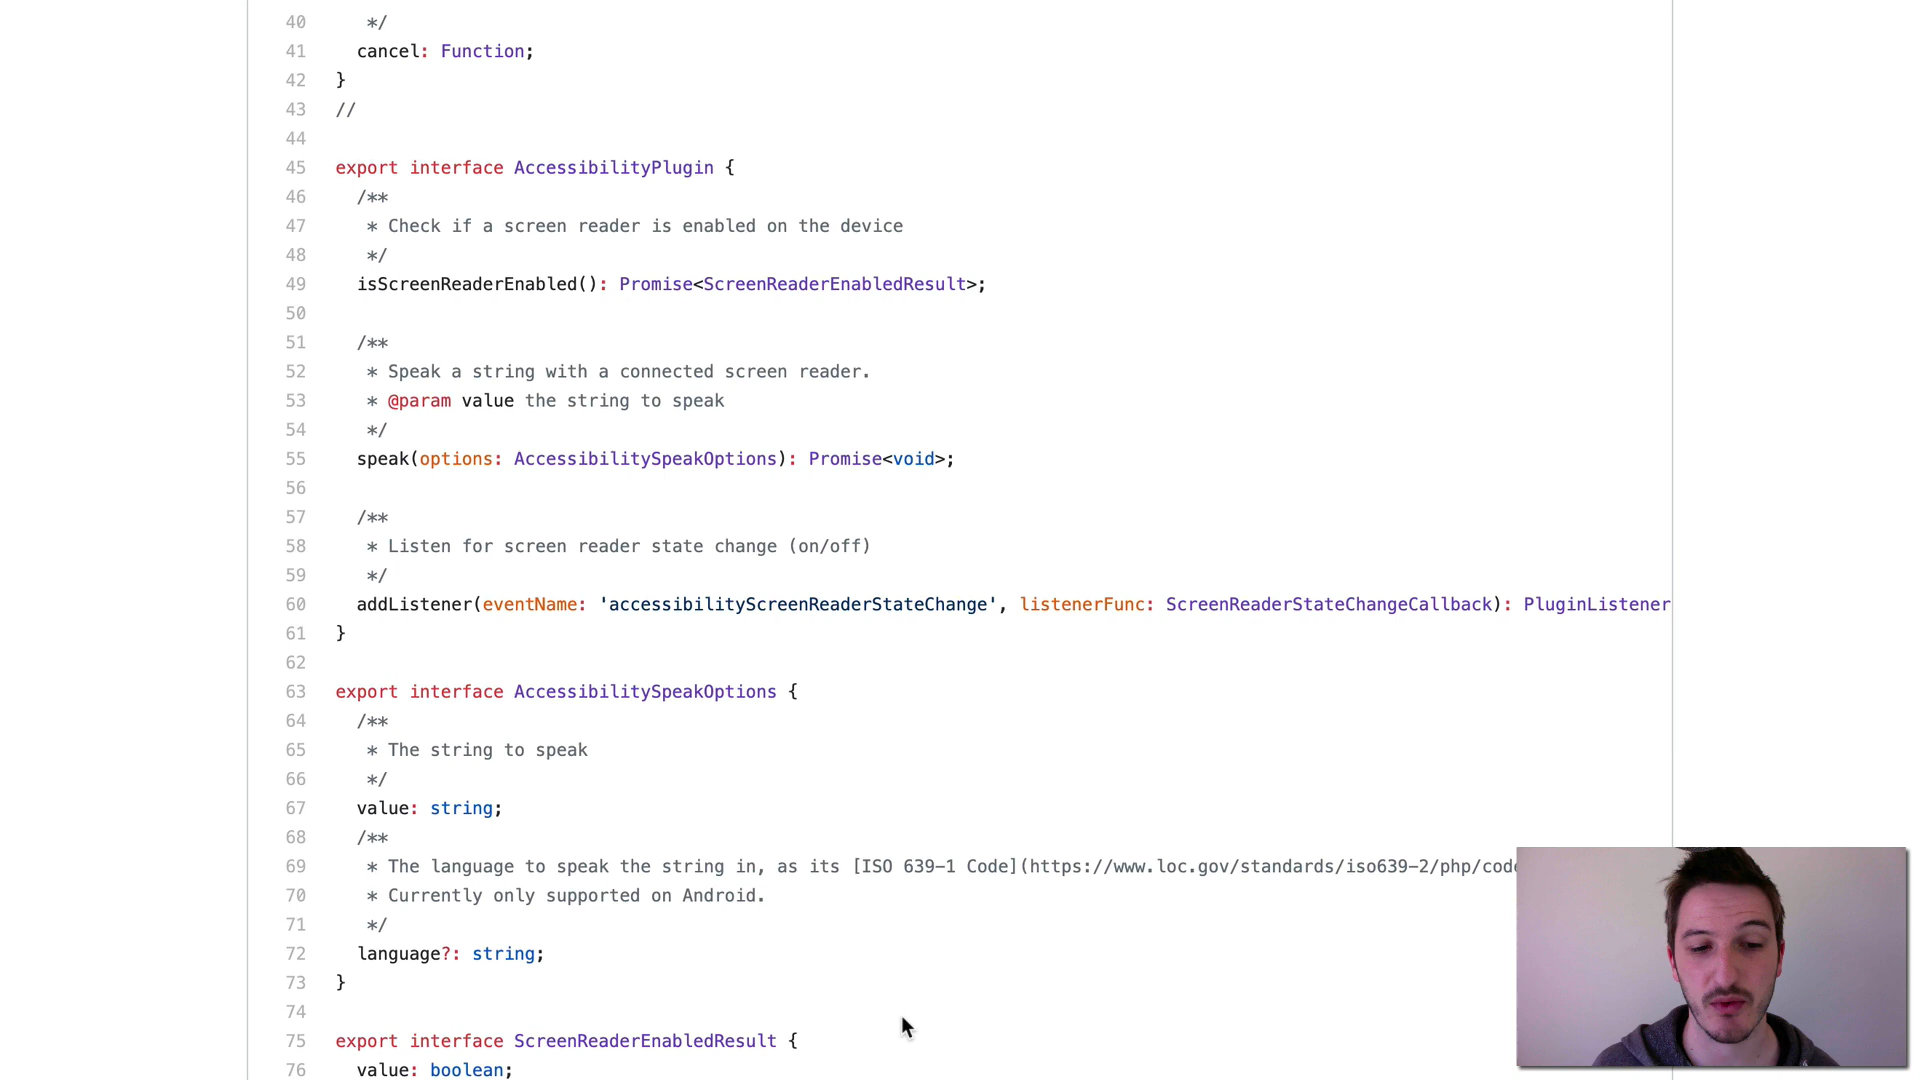 40 */
41 cancel: Function;
42 }
43 //
44
45 export interface AccessibilityPlugin {
46 /**
47 * Check if a screen reader is enabled on the device
48 */
49 isScreenReaderEnabled(): Promise<ScreenReaderEnabledResult>;
50
51 /**
52 * Speak a string with a connected screen reader.
53 * @param value the string to speak
54 */
55 speak(options: AccessibilitySpeakOptions): Promise<void>;
56
57 /**
58 * Listen for screen reader state change (on/off)
59 */
60 addListener(eventName: 'accessibilityScreenReaderStateChange', listenerFunc: ScreenReaderStateChangeCallback): PluginListener
61 }
62
63 export interface AccessibilitySpeakOptions {
64 /**
65 * The string to speak
66 */
67 value: string;
68 /**
69 * The language to speak the string in, as its [ISO 639-1 Code](https://www.loc.gov/standards/iso639-2/php/code
70 * Currently only supported on Android.
71 */
72 language?: string;
73 }
74
75 export interface ScreenReaderEnabledResult {
76 value: boolean;